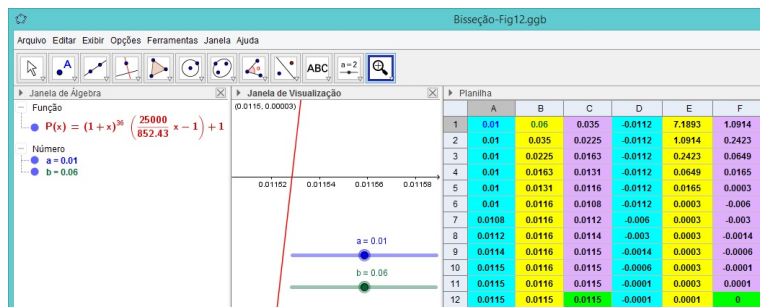 Bisseção-Fig12.ggb
Arquivo Editar Exibir Opções Ferramentas Janela Ajuda
A ABC a=2
Janela de Álgebra
Função
P(x) = (1+x)^36 (25000/852.43 x − 1) + 1
Número
a = 0.01
b = 0.06
Janela de Visualização
(0.0115, 0.00003)
0.01152 0.01154 0.01156 0.01158
a = 0.01
b = 0.06
Planilha
A B C D E F
1 0.01 0.06 0.035 -0.0112 7.1893 1.0914
2 0.01 0.035 0.0225 -0.0112 1.0914 0.2423
3 0.01 0.0225 0.0163 -0.0112 0.2423 0.0649
4 0.01 0.0163 0.0131 -0.0112 0.0649 0.0165
5 0.01 0.0131 0.0116 -0.0112 0.0165 0.0003
6 0.01 0.0116 0.0108 -0.0112 0.0003 -0.006
7 0.0108 0.0116 0.0112 -0.006 0.0003 -0.003
8 0.0112 0.0116 0.0114 -0.003 0.0003 -0.0014
9 0.0114 0.0116 0.0115 -0.0014 0.0003 -0.0006
10 0.0115 0.0116 0.0115 -0.0006 0.0003 -0.0001
11 0.0115 0.0116 0.0115 -0.0001 0.0003 0.0001
12 0.0115 0.0115 0.0115 -0.0001 0.0001 0